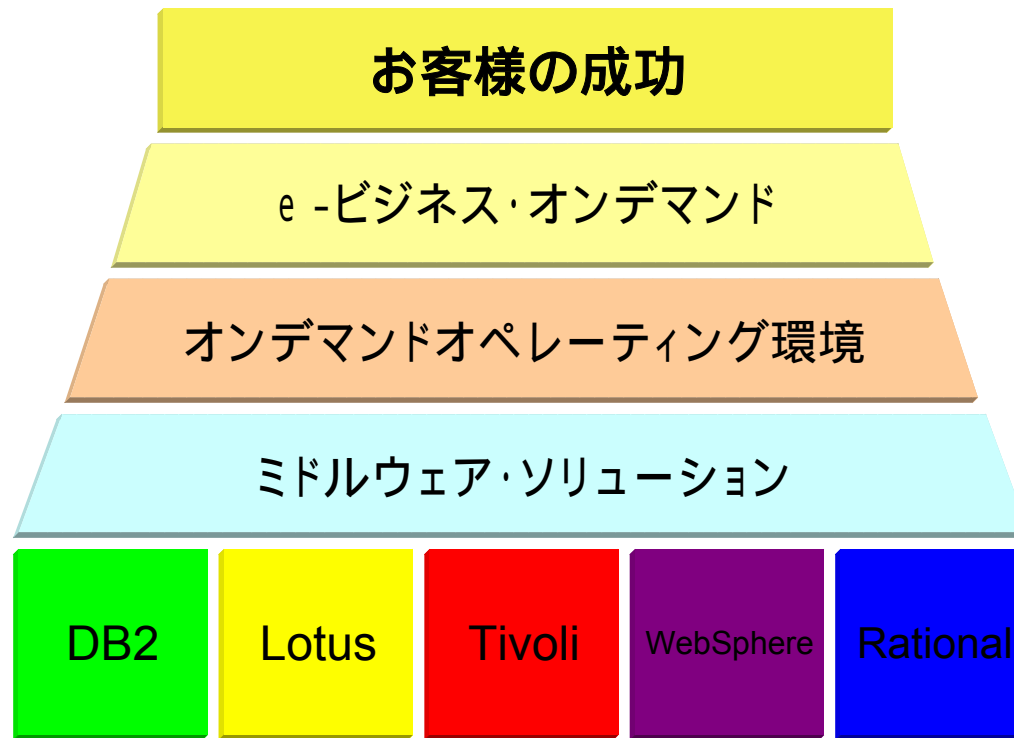 お客様の成功
e -ビジネス・オンデマンド
オンデマンドオペレーティング環境
ミドルウェア・ソリューション
DB2 Lotus Tivoli WebSphere Rational